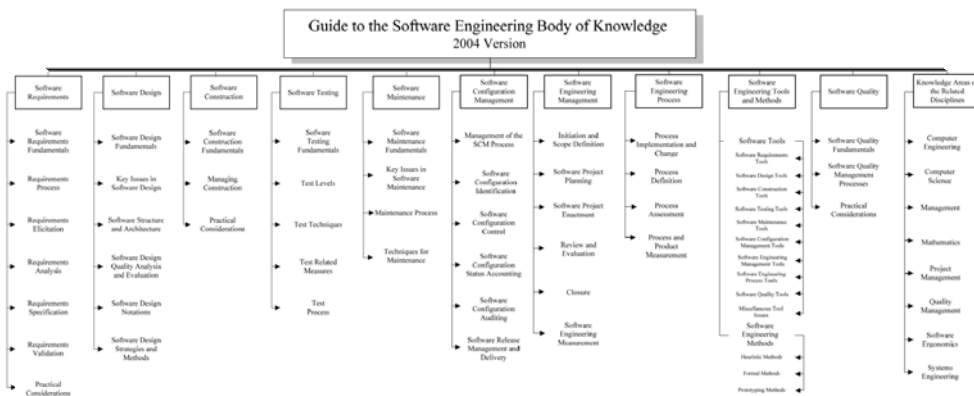 Guide to the Software Engineering Body of Knowledge
2004 Version
Software
Requirements
Software
Requirements
Fundamentals
Requirements
Process
Requirements
Elicitation
Requirements
Analysis
Requirements
Specification
Requirements
Validation
Practical
Considerations
Software Design
Software Design
Fundamentals
Key Issues in
Software Design
Software Structure
and Architecture
Software Design
Quality Analysis
and Evaluation
Software Design
Notations
Software Design
Strategies and
Methods
Software
Construction
Software
Construction
Fundamentals
Managing
Construction
Practical
Considerations
Software Testing
Software
Testing
Fundamentals
Test Levels
Test Techniques
Test Related
Measures
Test
Process
Software
Maintenance
Software
Maintenance
Fundamentals
Key Issues in
Software
Maintenance
Maintenance Process
Techniques for
Maintenance
Software
Configuration
Management
Management of the
SCM Process
Software
Configuration
Identification
Software
Configuration
Control
Software
Configuration
Status Accounting
Software
Configuration
Auditing
Software Release
Management and
Delivery
Software
Engineering
Management
Initiation and
Scope Definition
Software Project
Planning
Software Project
Enactment
Review and
Evaluation
Closure
Software
Engineering
Measurement
Software
Engineering
Process
Process
Implementation and
Change
Process
Definition
Process
Assessment
Process and
Product Measurement
Software
Engineering Tools
and Methods
Software Tools
Software Requirements
Tools
Software Design Tools
Software Construction
Tools
Software Testing Tools
Software Maintenance
Tools
Software Configuration
Management Tools
Software Engineering
Management Tools
Software Engineering
Process Tools
Software Quality Tools
Miscellaneous Tool
Issues
Software
Engineering
Methods
Heuristic Methods
Formal Methods
Prototyping Methods
Software Quality
Software Quality
Fundamentals
Software Quality
Management
Processes
Practical
Considerations
Knowledge Areas of
the Related
Disciplines
Computer
Engineering
Computer
Science
Management
Mathematics
Project
Management
Quality
Management
Software
Ergonomics
Systems
Engineering